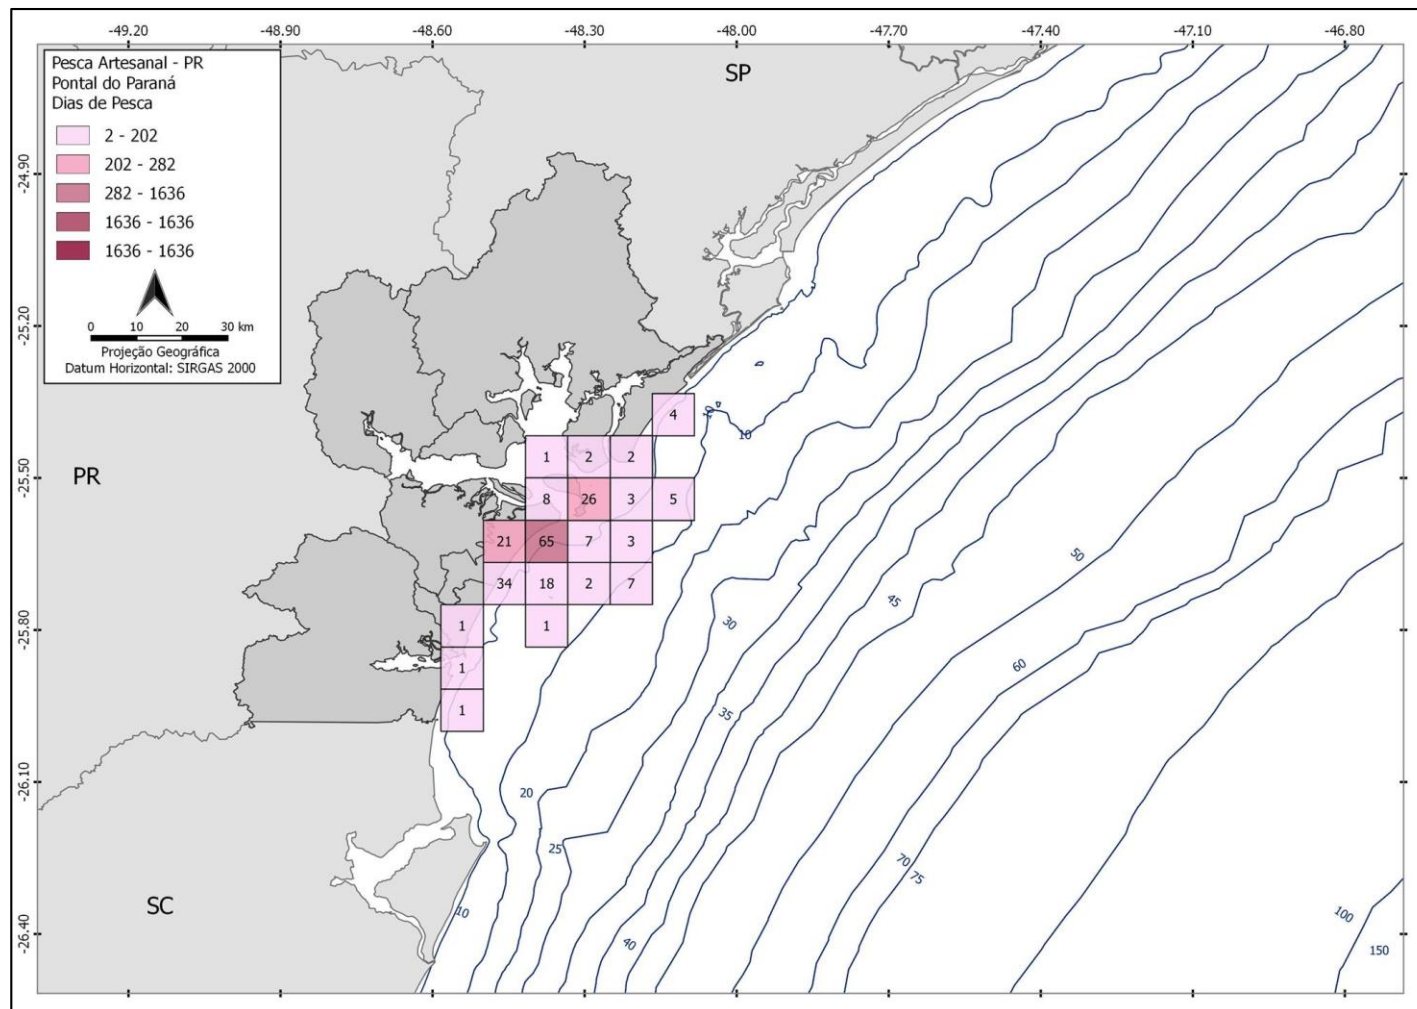 -49.20 -48.90 -48.60 -48.30 -48.00 -47.70 -47.40 -47.10 -46.80
Pesca Artesanal - PR
Pontal do Paraná
Dias de Pesca
2 - 202
202 - 282
282 - 1636
1636 - 1636
1636 - 1636
0 10 20 30 km
Projeção Geográfica
Datum Horizontal: SIRGAS 2000
SP
-24.90
-25.20
4
10
10
1 2 2
PR
-25.50
8 26 3 5
21 65 7 3
50
34 18 2 7
45
30
-25.80
1 1
60
1
1
35
-26.10
20
25
70
75
SC
10
100
-26.40
40
150